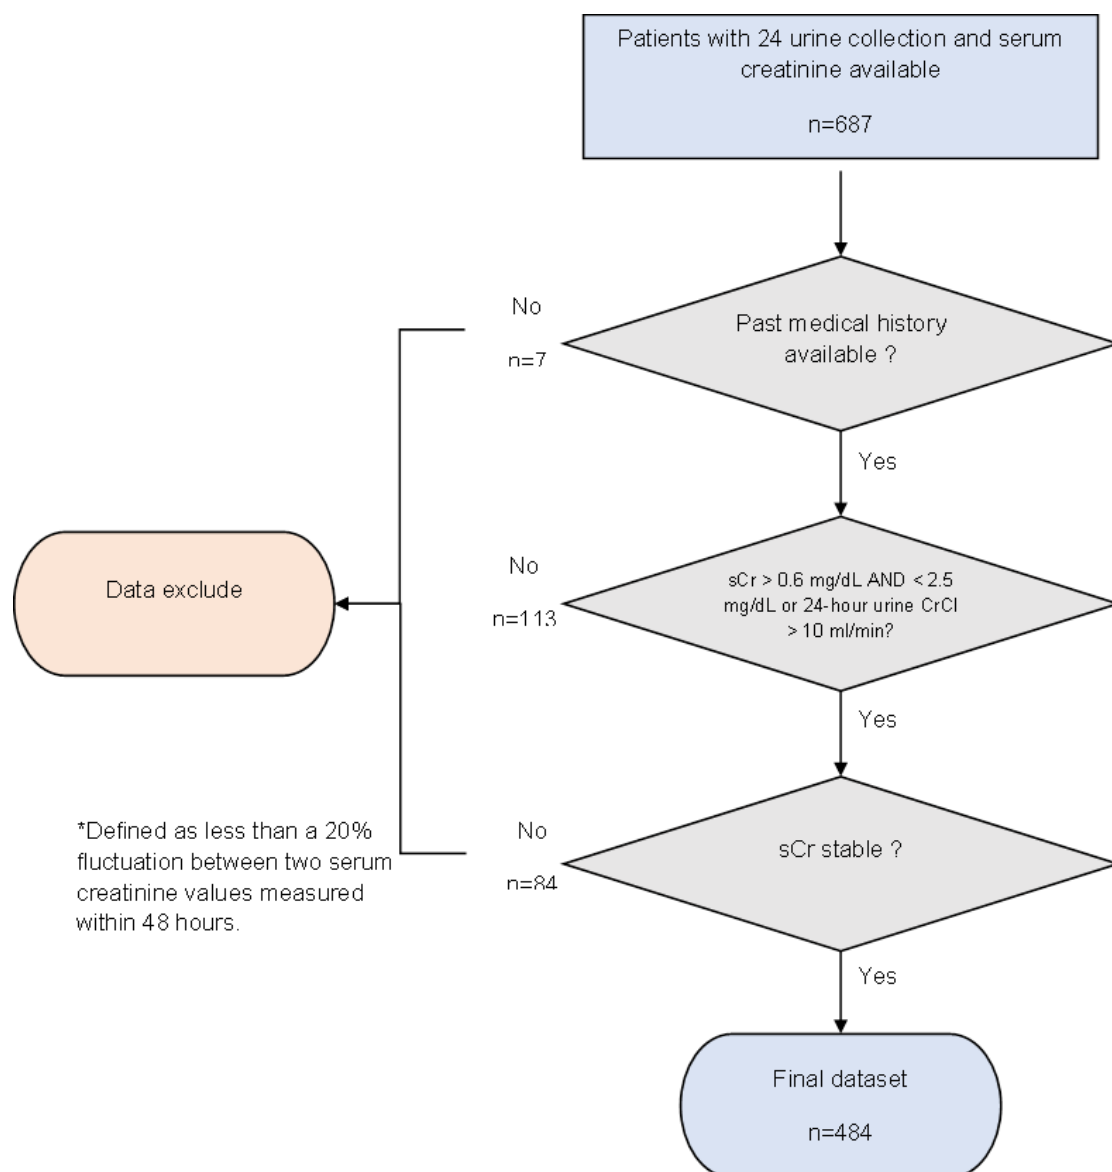 Patients with 24 urine collection and serum
creatinine available
n=687
No
n=7
Past medical history
available ?
Yes
Data exclude
No
n=113
sCr > 0.6 mg/dL AND < 2.5
mg/dL or 24-hour urine CrCl
> 10 ml/min?
Yes
*Defined as less than a 20%
fluctuation between two serum
creatinine values measured
within 48 hours.
No
n=84
sCr stable ?
Yes
Final dataset
n=484